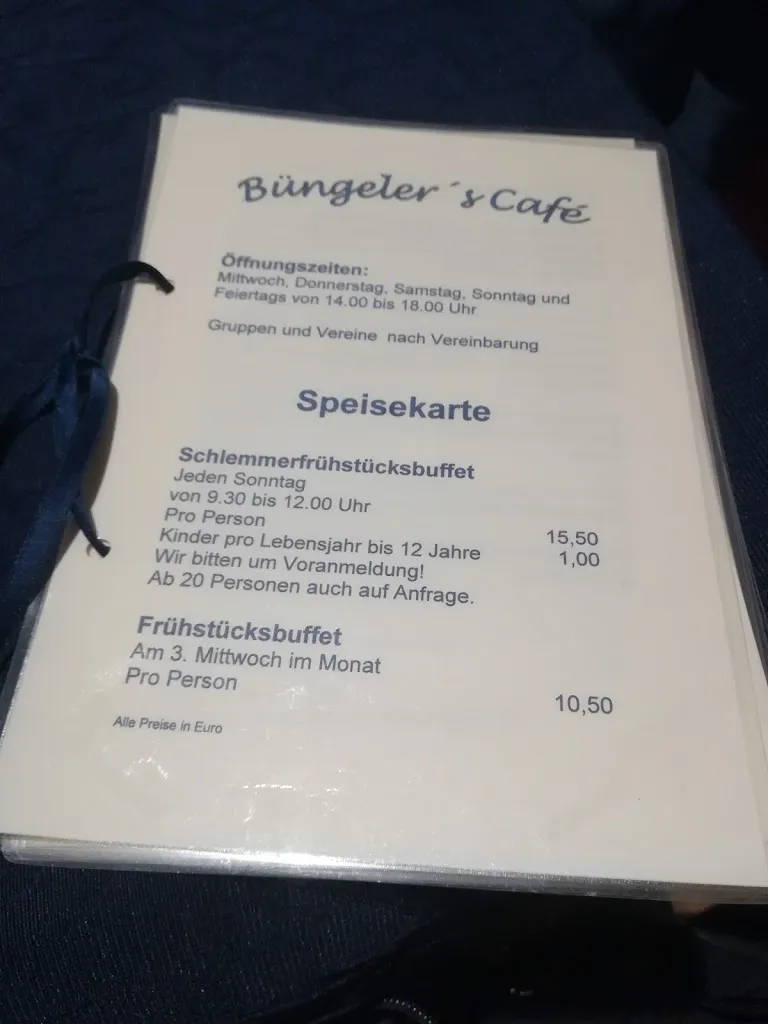 Büngeler´s Café
Öffnungszeiten:
Mittwoch, Donnerstag, Samstag, Sonntag und
Feiertags von 14.00 bis 18.00 Uhr
Gruppen und Vereine nach Vereinbarung
Speisekarte
Schlemmerfrühstücksbuffet
Jeden Sonntag
von 9.30 bis 12.00 Uhr
Pro Person 15,50
Kinder pro Lebensjahr bis 12 Jahre 1,00
Wir bitten um Voranmeldung!
Ab 20 Personen auch auf Anfrage.
Frühstücksbuffet
Am 3. Mittwoch im Monat
Pro Person 10,50
Alle Preise in Euro